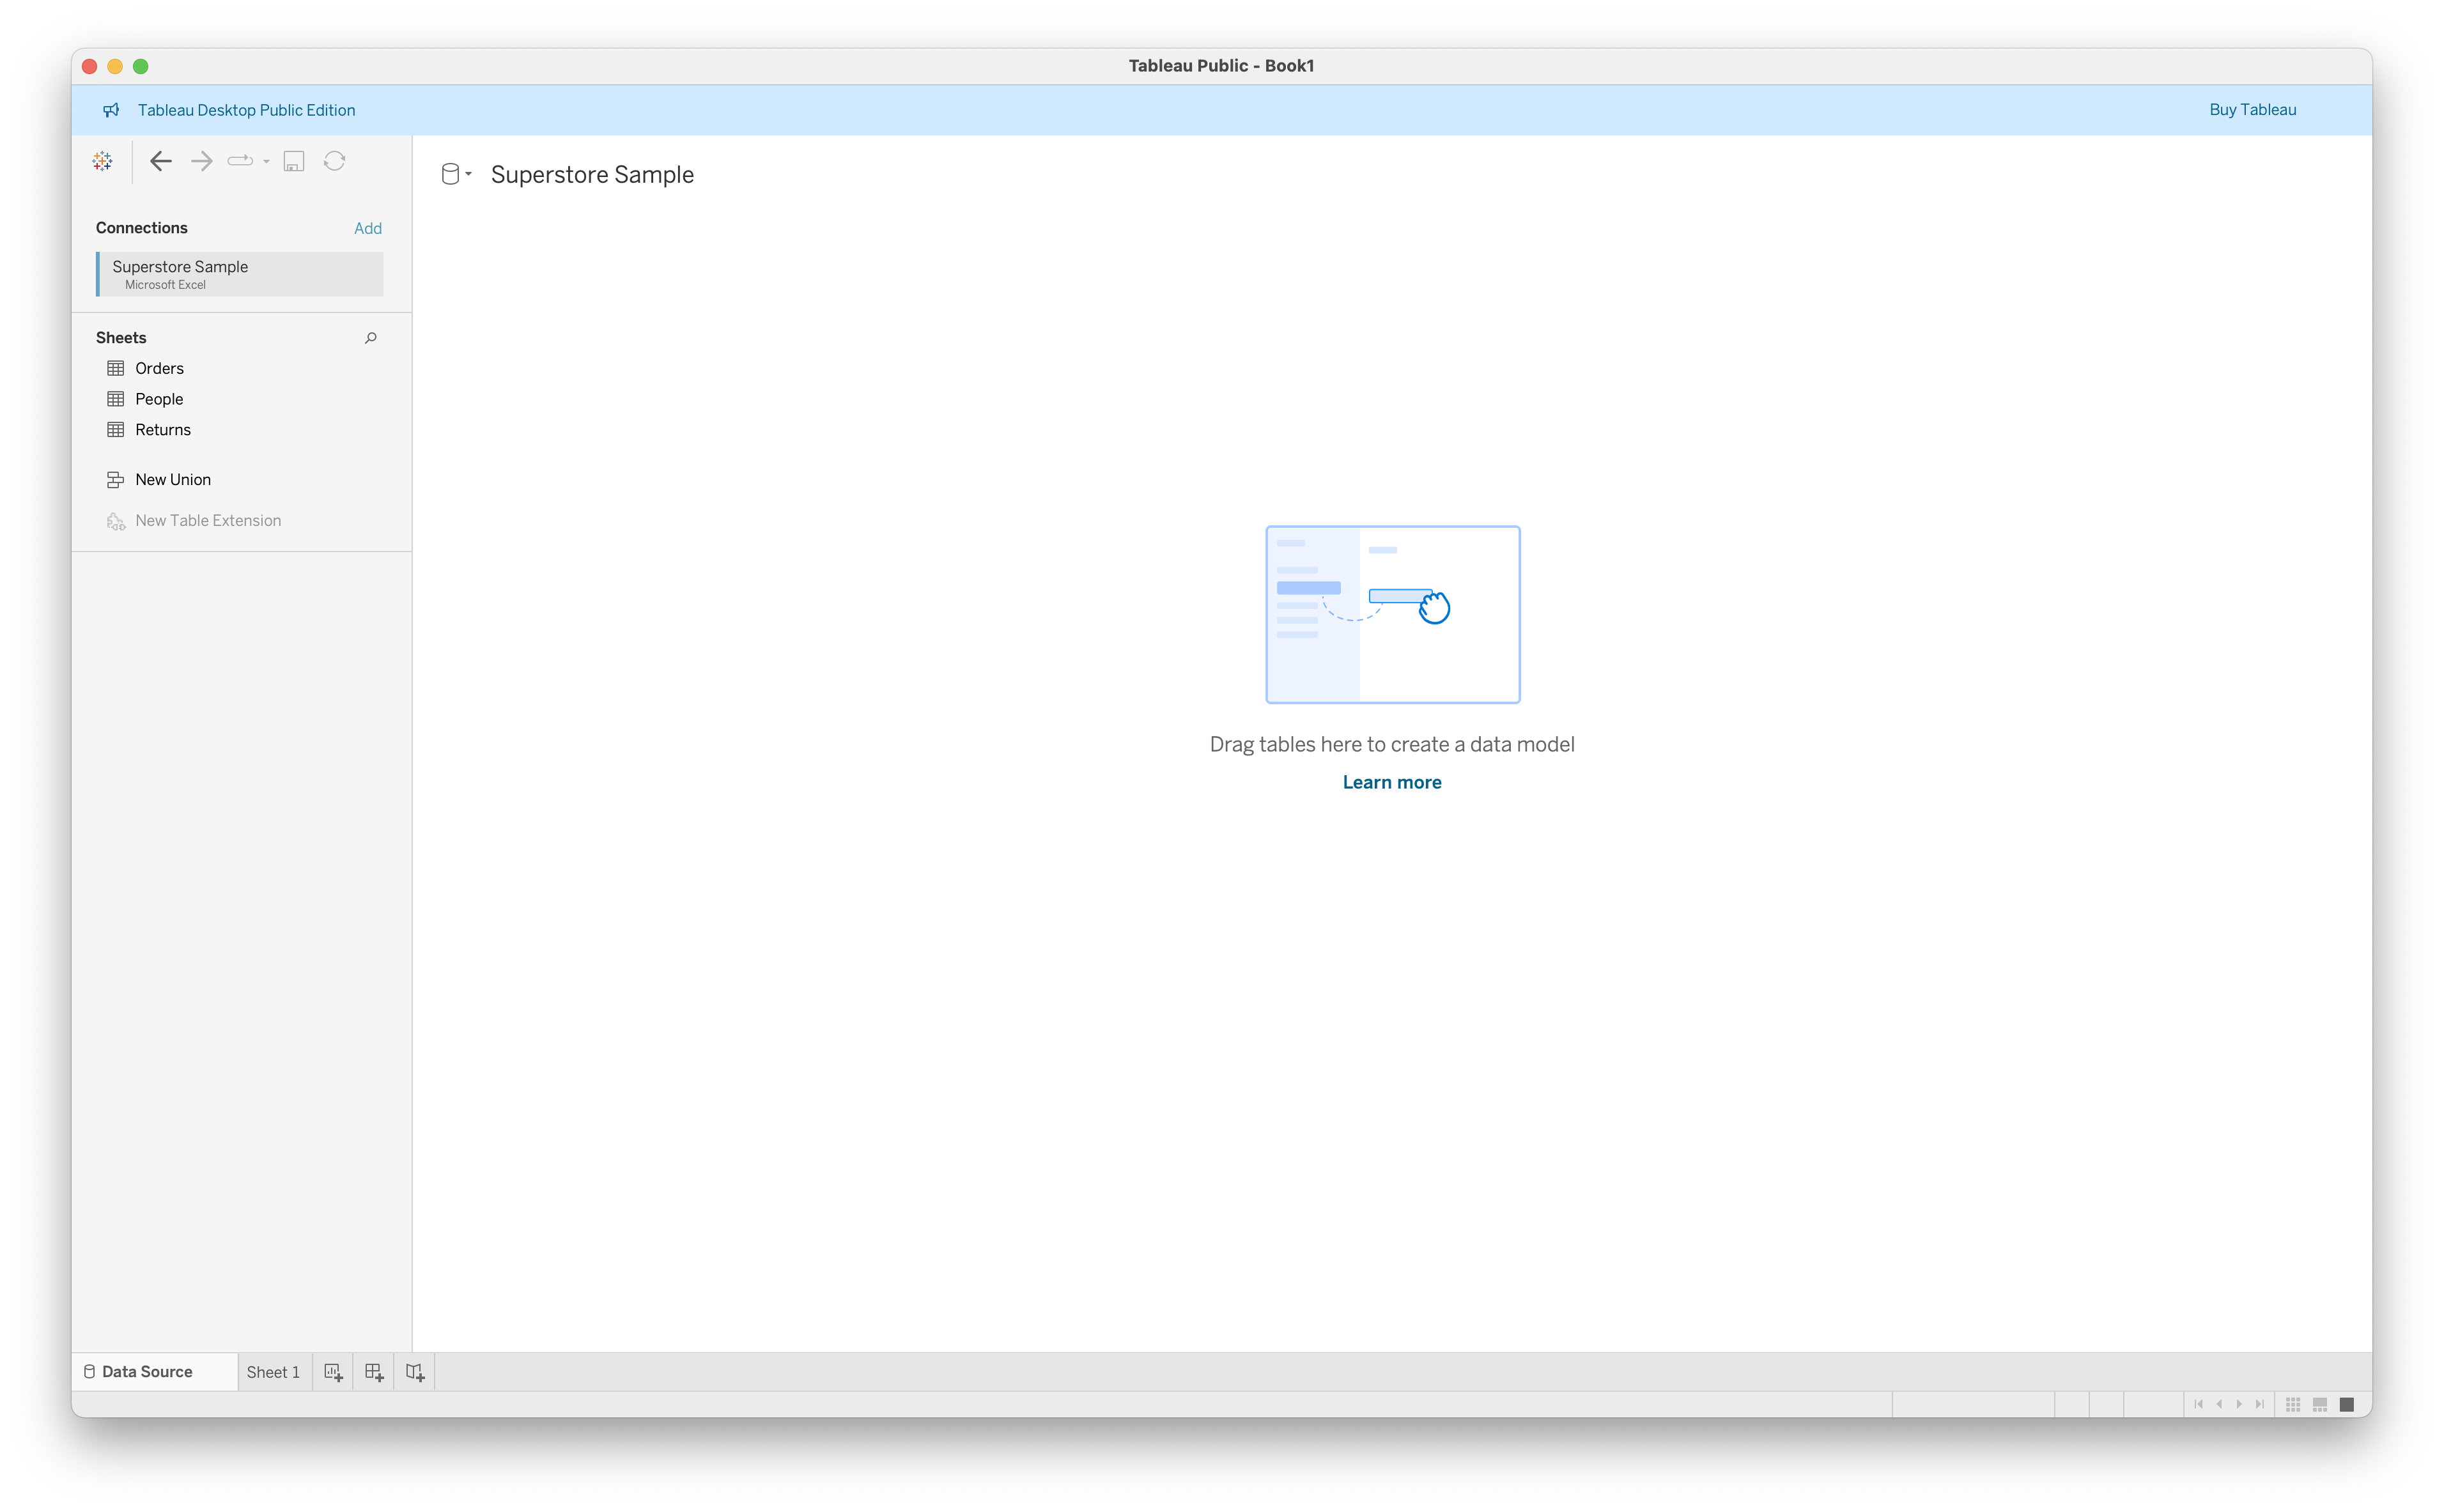 Tableau Public - Book1
Tableau Desktop Public Edition
Buy Tableau
Superstore Sample
Connections
Add
Superstore Sample
Microsoft Excel
Sheets
Orders
People
Returns
New Union
New Table Extension
Drag tables here to create a data model
Learn more
Data Source
Sheet 1